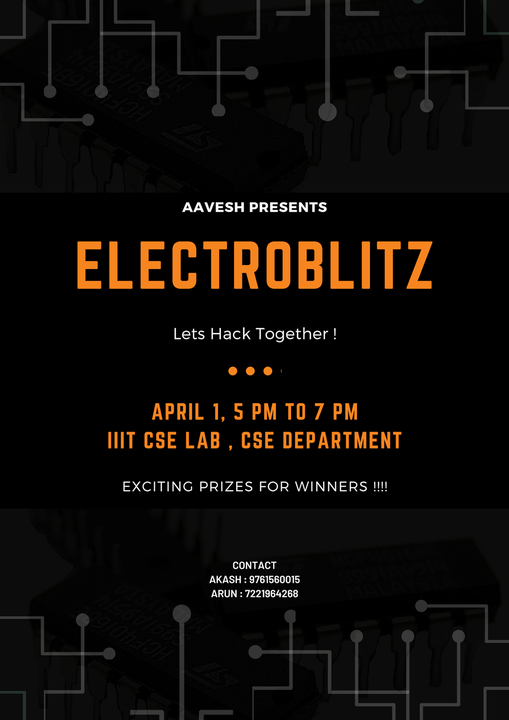 AAVESH PRESENTS
ELECTROBLITZ
Lets Hack Together !
APRIL 1, 5 PM TO 7 PM
IIIT CSE LAB , CSE DEPARTMENT
EXCITING PRIZES FOR WINNERS !!!!
CONTACT
AKASH : 9761560015
ARUN : 7221964268